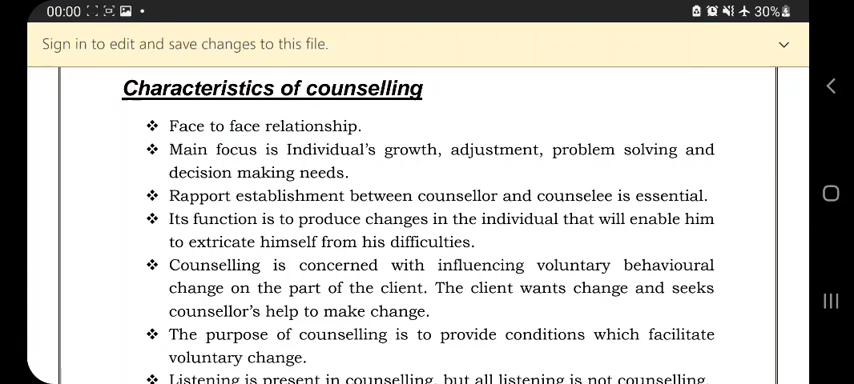 00:00 30%
Sign in to edit and save changes to this file.
Characteristics of counselling
❖ Face to face relationship.
❖ Main focus is Individual's growth, adjustment, problem solving and
decision making needs.
❖ Rapport establishment between counsellor and counselee is essential.
❖ Its function is to produce changes in the individual that will enable him
to extricate himself from his difficulties.
❖ Counselling is concerned with influencing voluntary behavioural
change on the part of the client. The client wants change and seeks
counsellor's help to make change.
❖ The purpose of counselling is to provide conditions which facilitate
voluntary change.
❖ Listening is present in counselling, but all listening is not counselling.